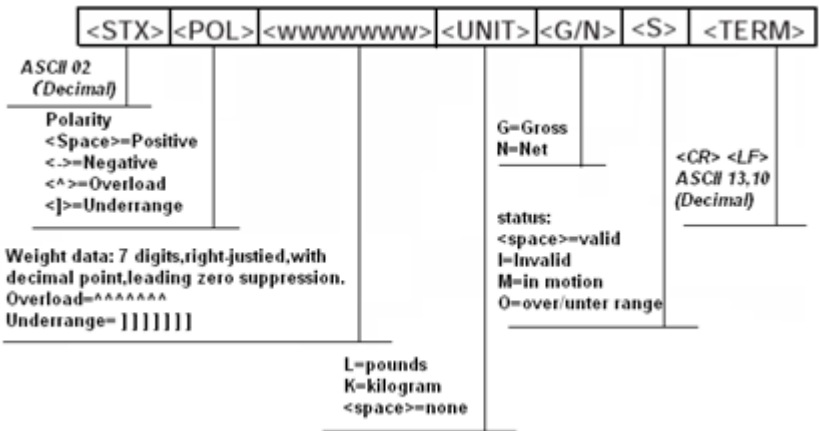 <STX> <POL> <wwwwwww> <UNIT> <G/N> <S> <TERM>
ASCII 02
(Decimal)
Polarity
<Space>=Positive
<->=Negative
<^>=Overload
<]>=Underrange
Weight data: 7 digits,right-justied,with
decimal point,leading zero suppression.
Overload=^^^^^^^
Underrange= ] ] ] ] ] ] ]
L=pounds
K=kilogram
<space>=none
G=Gross
N=Net
status:
<space>=valid
I=Invalid
M=in motion
O=over/unter range
<CR> <LF>
ASCII 13,10
(Decimal)